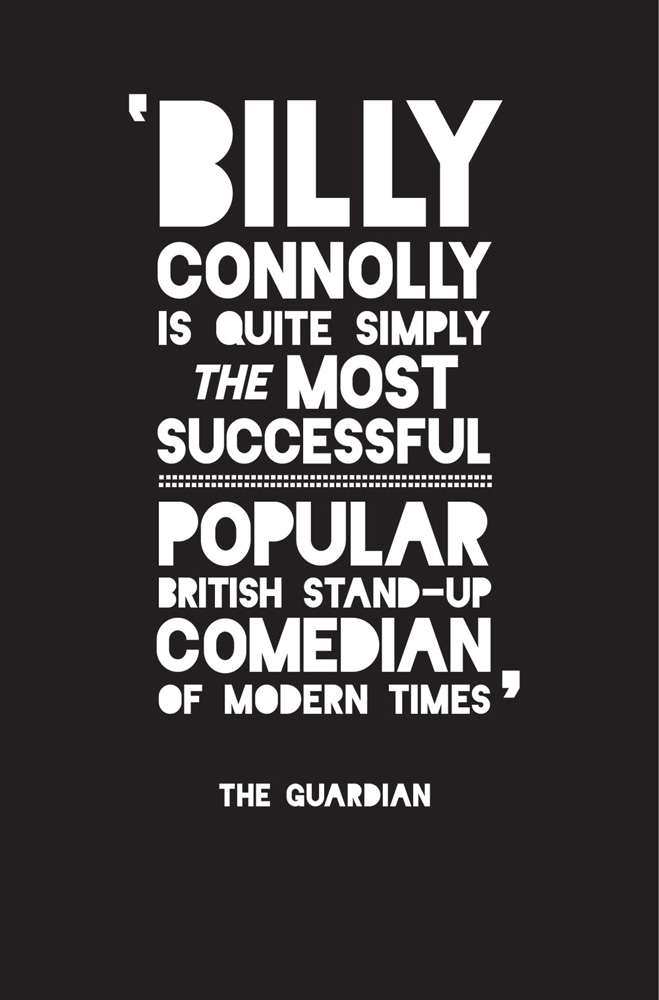 'BILLY
CONNOLLY
IS QUITE SIMPLY
THE MOST
SUCCESSFUL
POPULAR
BRITISH STAND-UP
COMEDIAN
OF MODERN TIMES'
THE GUARDIAN